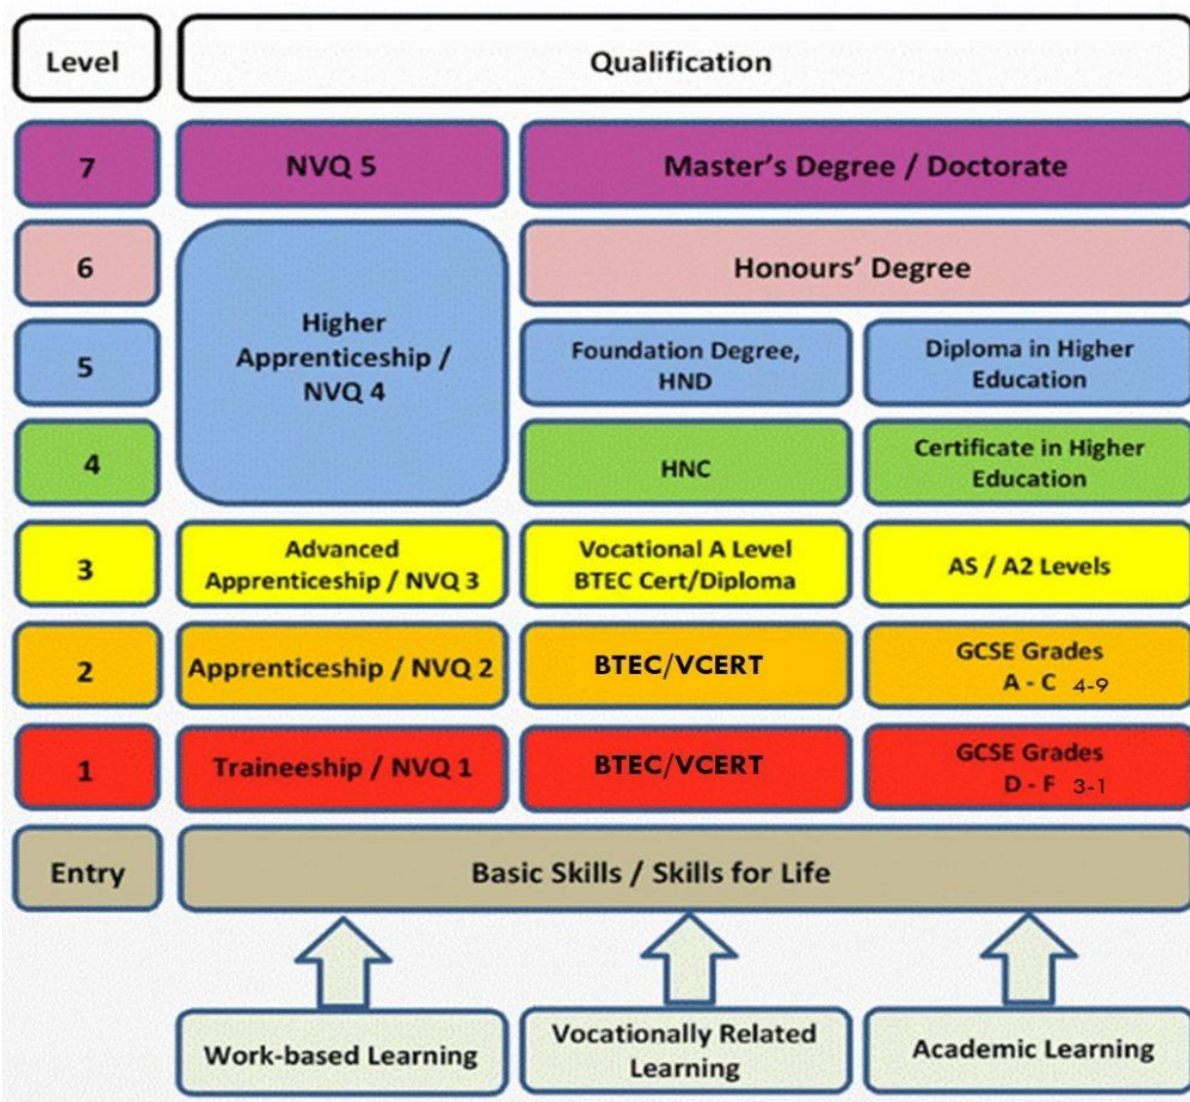 Level
Qualification
7
NVQ 5
Master's Degree / Doctorate
6
Higher
Apprenticeship /
NVQ 4
Honours' Degree
5
Foundation Degree,
HND
Diploma in Higher
Education
4
HNC
Certificate in Higher
Education
3
Advanced
Apprenticeship / NVQ 3
Vocational A Level
BTEC Cert/Diploma
AS / A2 Levels
2
Apprenticeship / NVQ 2
BTEC/VCERT
GCSE Grades
A - C 4-9
1
Traineeship / NVQ 1
BTEC/VCERT
GCSE Grades
D - F 3-1
Entry
Basic Skills / Skills for Life
Work-based Learning
Vocationally Related
Learning
Academic Learning